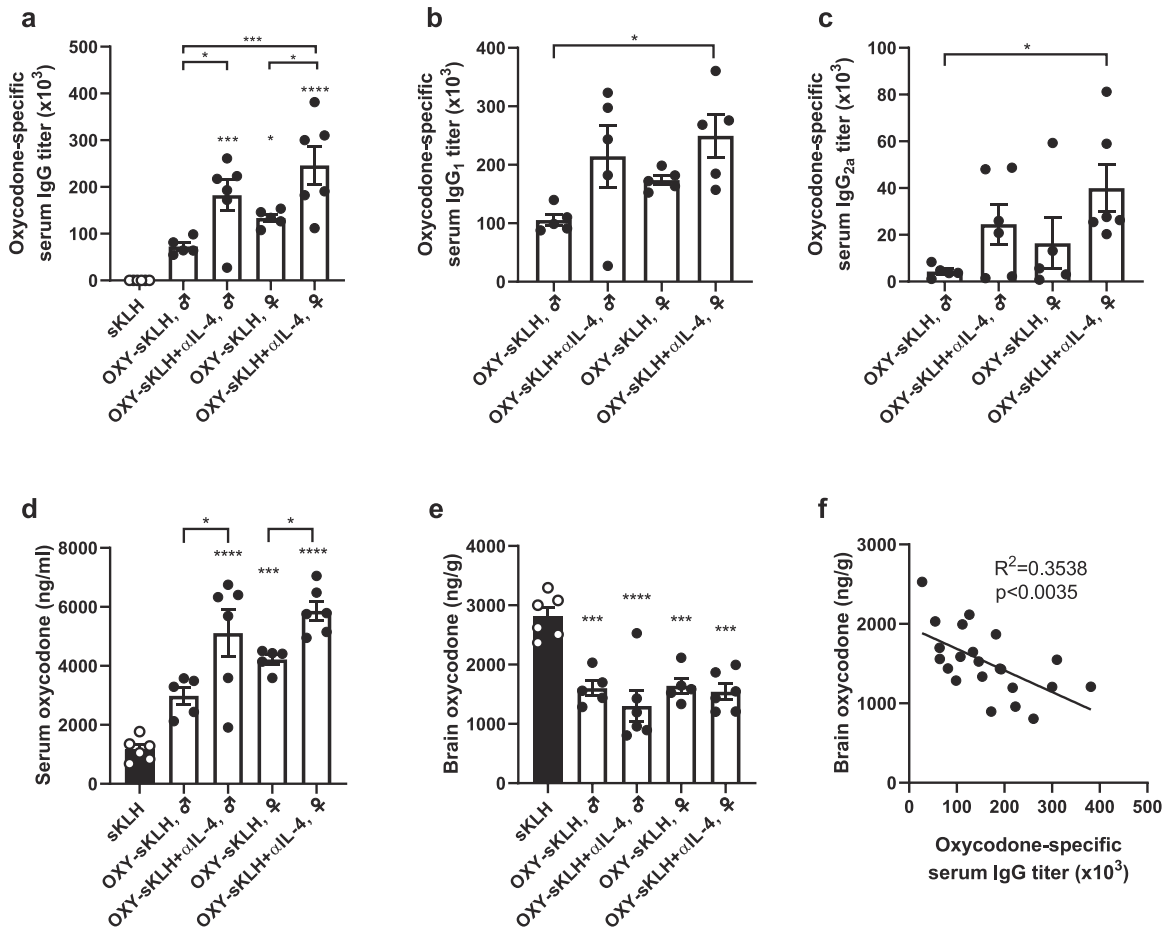 a
Oxycodone-specific
serum IgG titer (x10³)
500
400
300
200
100
0
***
*
*
***
*
****
sKLH
OXY-sKLH, ♂
OXY-sKLH+αIL-4, ♂
OXY-sKLH, ♀
OXY-sKLH+αIL-4, ♀
b
Oxycodone-specific
serum IgG₁ titer (x10³)
400
300
200
100
0
*
OXY-sKLH, ♂
OXY-sKLH+αIL-4, ♂
OXY-sKLH, ♀
OXY-sKLH+αIL-4, ♀
c
Oxycodone-specific
serum IgG₂ₐ titer (x10³)
100
80
60
40
20
0
*
OXY-sKLH, ♂
OXY-sKLH+αIL-4, ♂
OXY-sKLH, ♀
OXY-sKLH+αIL-4, ♀
d
Serum oxycodone (ng/ml)
8000
6000
4000
2000
0
*
*
****
***
****
sKLH
OXY-sKLH, ♂
OXY-sKLH+αIL-4, ♂
OXY-sKLH, ♀
OXY-sKLH+αIL-4, ♀
e
Brain oxycodone (ng/g)
4000
3000
2000
1000
0
***
****
***
***
sKLH
OXY-sKLH, ♂
OXY-sKLH+αIL-4, ♂
OXY-sKLH, ♀
OXY-sKLH+αIL-4, ♀
f
Brain oxycodone (ng/g)
3000
2000
1000
0
R²=0.3538
p<0.0035
0 100 200 300 400 500
Oxycodone-specific
serum IgG titer (x10³)